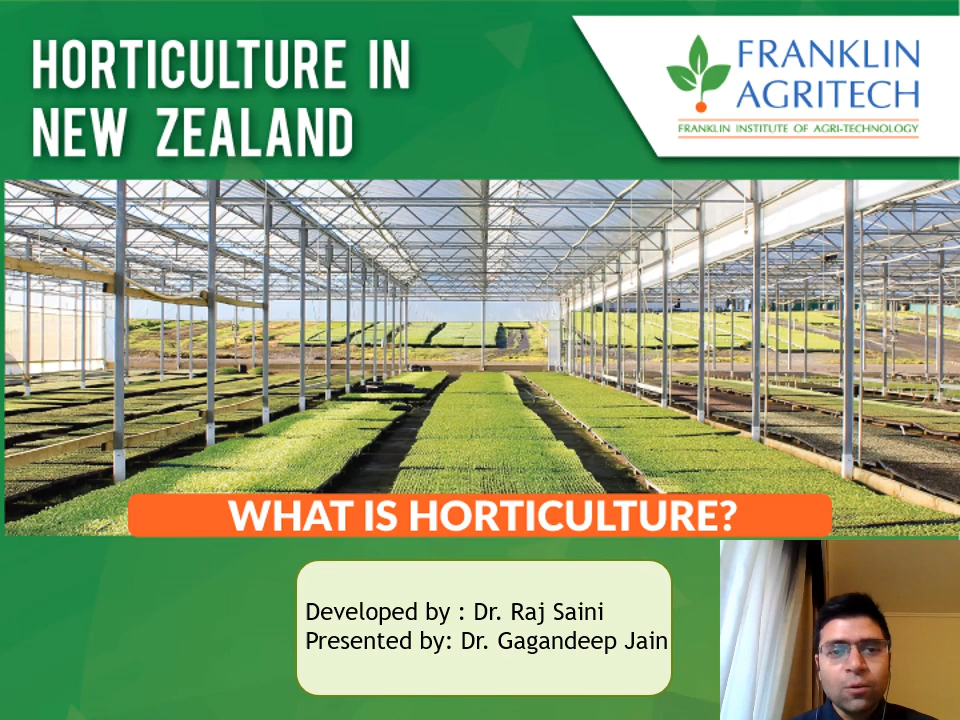 HORTICULTURE IN
NEW ZEALAND
FRANKLIN
AGRITECH
FRANKLIN INSTITUTE OF AGRI-TECHNOLOGY
WHAT IS HORTICULTURE?
Developed by : Dr. Raj Saini
Presented by: Dr. Gagandeep Jain